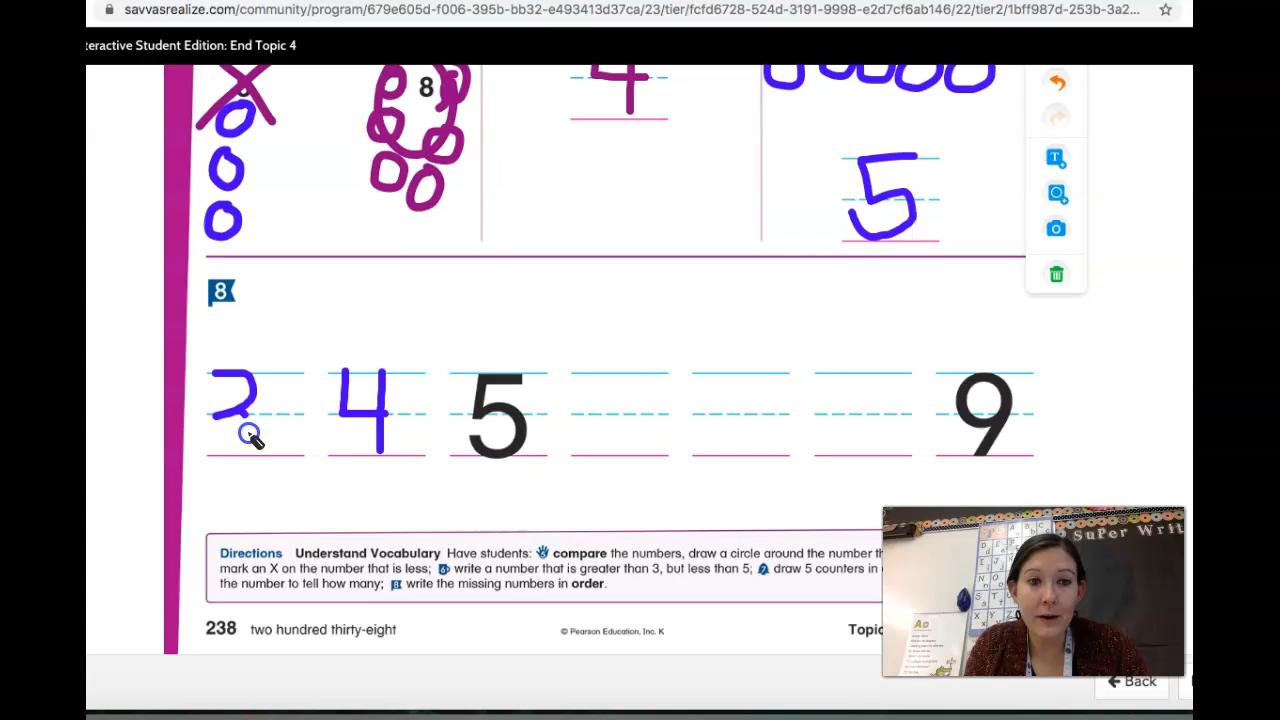 savvasrealize.com/community/program/679e605d-f006-395b-bb32-e493413d37ca/23/tier/fcfd6728-524d-3191-9998-e2d7cf6ab146/22/tier2/1bff987d-253b-3a2...
teractive Student Edition: End Topic 4
8
4
5
8
4 5 9
Directions Understand Vocabulary Have students: 5 compare the numbers, draw a circle around the number th
mark an X on the number that is less; 6 write a number that is greater than 3, but less than 5; 7 draw 5 counters in
the number to tell how many; 8 write the missing numbers in order.
238 two hundred thirty-eight © Pearson Education, Inc. K Topic
Back
SuPer Writ
Aa